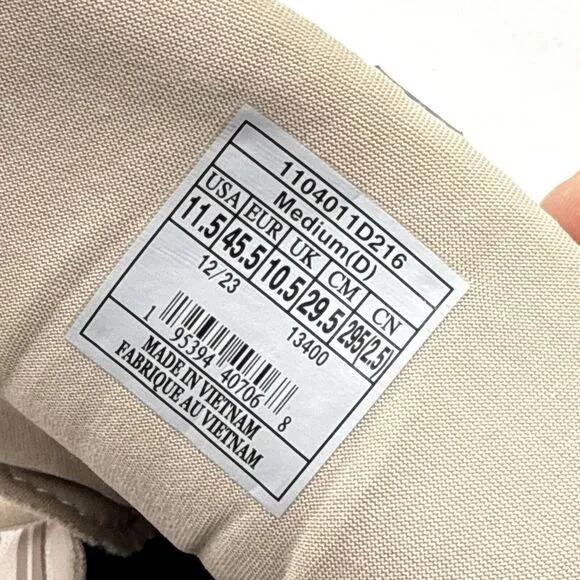 1104011D216
Medium(D)
USA EUR UK CM CN
11.5 45.5 10.5 29.5 295(2.5)
12/23 13400
1 95394 40706 8
MADE IN VIETNAM
FABRIQUE AU VIETNAM